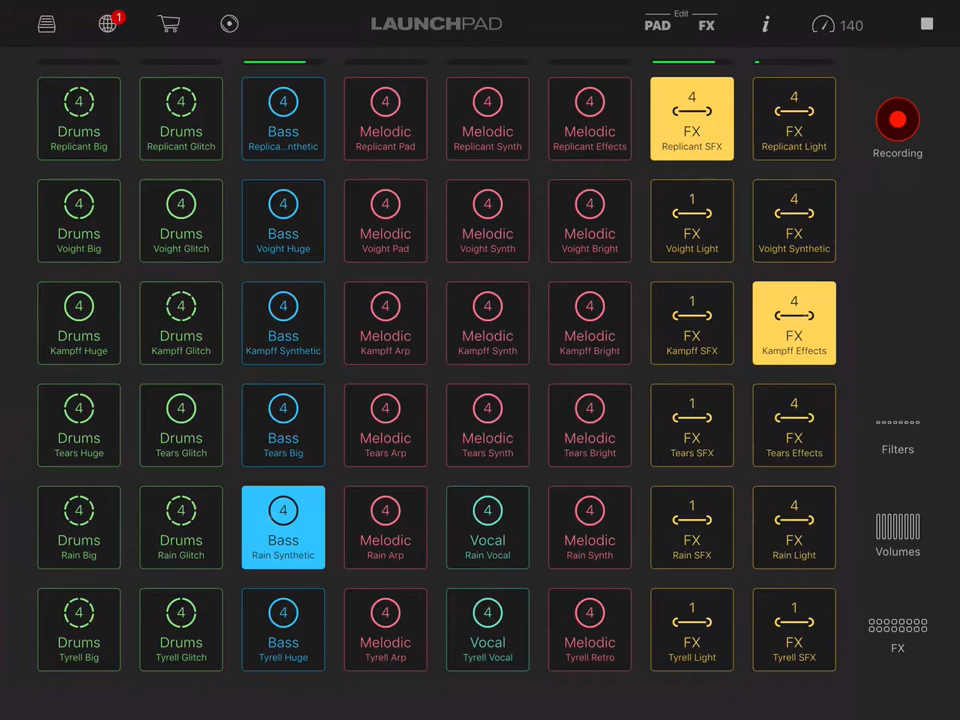 1
LAUNCHPAD
Edit
PAD FX
i
140
4 4 4 4 4 4 4 4
Drums Drums Bass Melodic Melodic Melodic FX FX
Replicant Big Replicant Glitch Replica...nthetic Replicant Pad Replicant Synth Replicant Effects Replicant SFX Replicant Light
Recording
4 4 4 4 4 4 1 4
Drums Drums Bass Melodic Melodic Melodic FX FX
Voight Big Voight Glitch Voight Huge Voight Pad Voight Synth Voight Bright Voight Light Voight Synthetic
4 4 4 4 4 4 1 4
Drums Drums Bass Melodic Melodic Melodic FX FX
Kampff Huge Kampff Glitch Kampff Synthetic Kampff Arp Kampff Synth Kampff Bright Kampff SFX Kampff Effects
4 4 4 4 4 4 1 4
Drums Drums Bass Melodic Melodic Melodic FX FX
Tears Huge Tears Glitch Tears Big Tears Arp Tears Synth Tears Bright Tears SFX Tears Effects
Filters
4 4 4 4 4 4 1 4
Drums Drums Bass Melodic Vocal Melodic FX FX
Rain Big Rain Glitch Rain Synthetic Rain Arp Rain Vocal Rain Synth Rain SFX Rain Light
Volumes
4 4 4 4 4 4 1 1
Drums Drums Bass Melodic Vocal Melodic FX FX
Tyrell Big Tyrell Glitch Tyrell Huge Tyrell Arp Tyrell Vocal Tyrell Retro Tyrell Light Tyrell SFX
FX